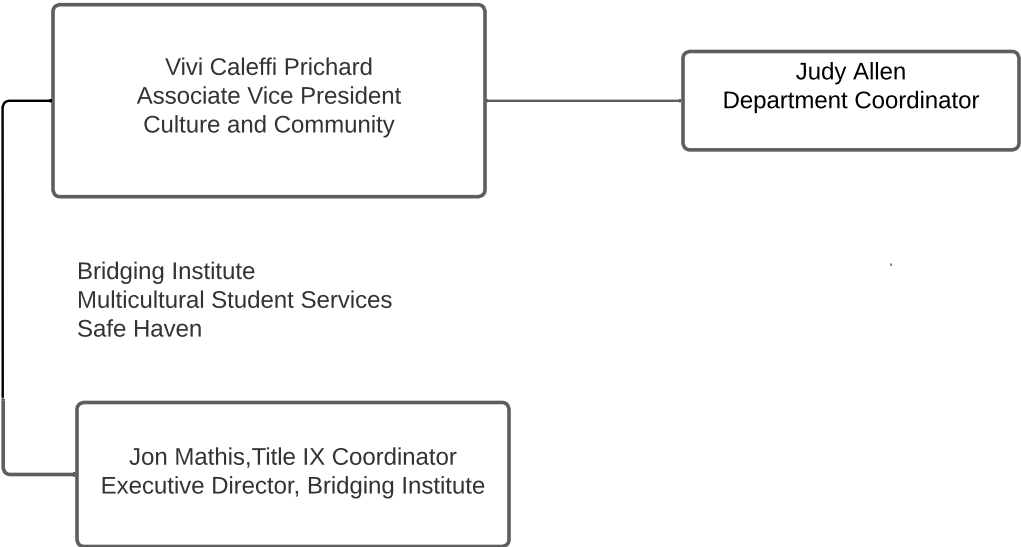 Vivi Caleffi Prichard
Associate Vice President
Culture and Community
Judy Allen
Department Coordinator
Bridging Institute
Multicultural Student Services
Safe Haven
Jon Mathis,Title IX Coordinator
Executive Director, Bridging Institute